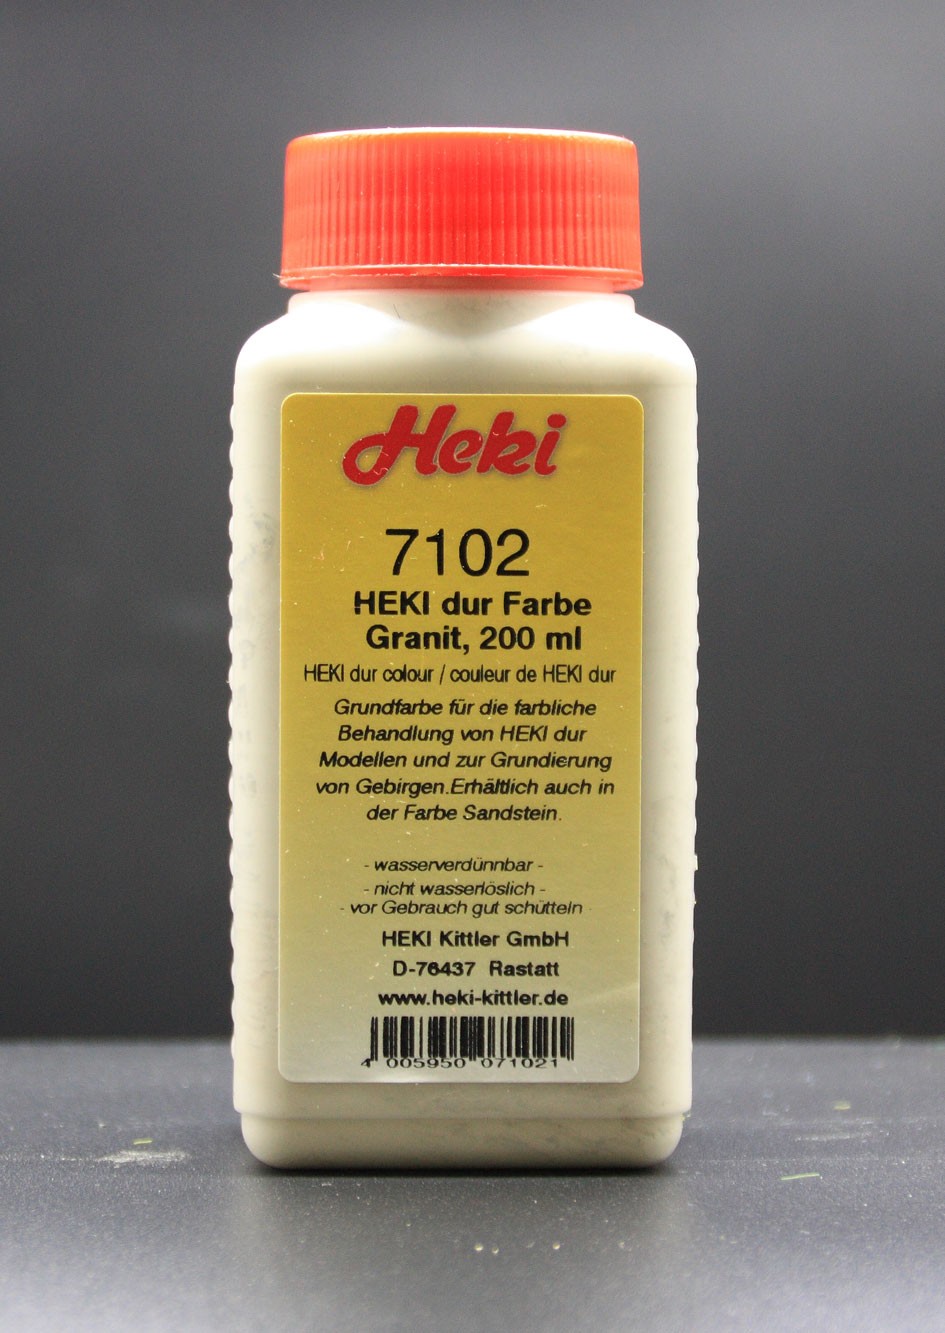 Heki
7102
HEKI dur Farbe
Granit, 200 ml
HEKI dur colour / couleur de HEKI dur
Grundfarbe für die farbliche
Behandlung von HEKI dur
Modellen und zur Grundierung
von Gebirgen.Erhältlich auch in
der Farbe Sandstein.
- wasserverdünnbar -
- nicht wasserlöslich -
- vor Gebrauch gut schütteln -
HEKI Kittler GmbH
D-76437 Rastatt
www.heki-kittler.de
4 005950 071021